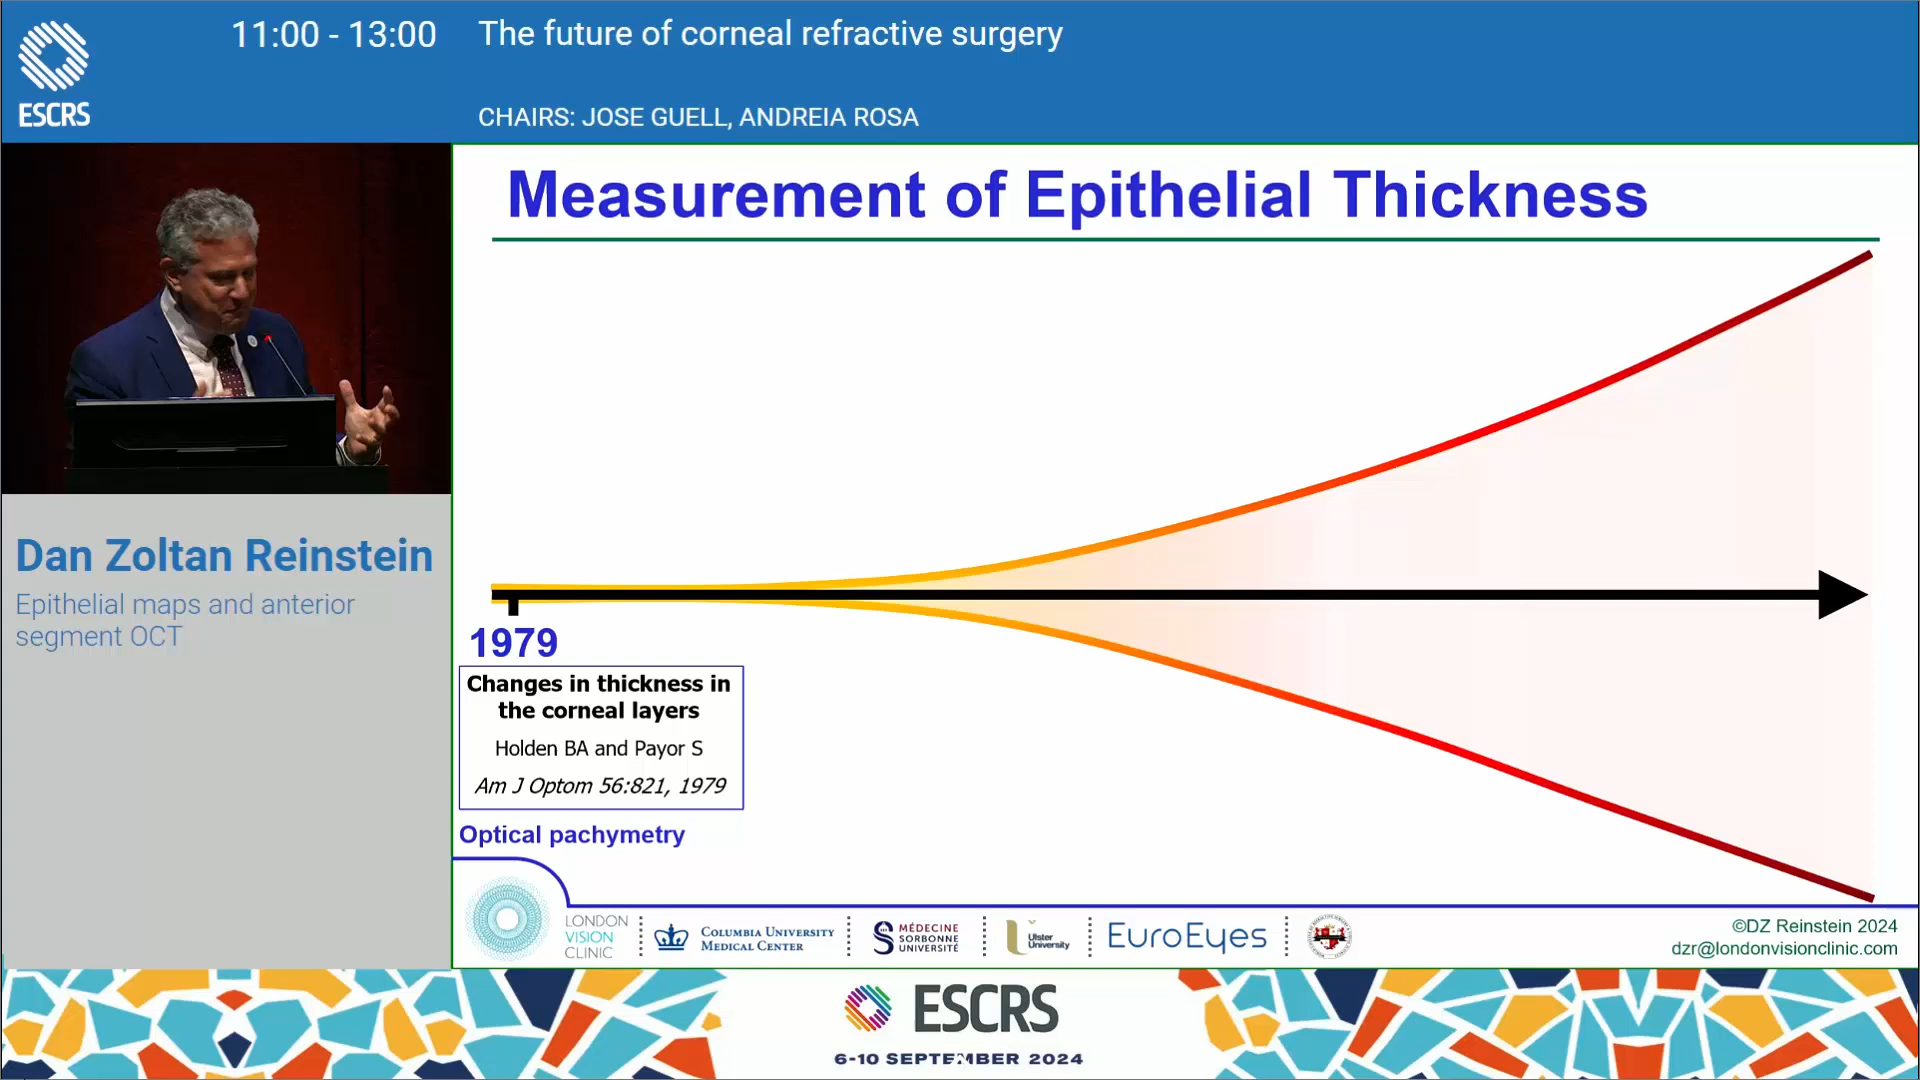 11:00 - 13:00
The future of corneal refractive surgery
CHAIRS: JOSE GUELL, ANDREIA ROSA
ESCRS
Measurement of Epithelial Thickness
Dan Zoltan Reinstein
Epithelial maps and anterior
segment OCT
1979
Changes in thickness in
the corneal layers
Holden BA and Payor S
Am J Optom 56:821, 1979
Optical pachymetry
LONDON
VISION
CLINIC
COLUMBIA UNIVERSITY
MEDICAL CENTER
MÉDECINE
SORBONNE
UNIVERSITÉ
Ulster
University
EuroEyes
©DZ Reinstein 2024
dzr@londonvisionclinic.com
ESCRS
6-10 SEPTEMBER 2024